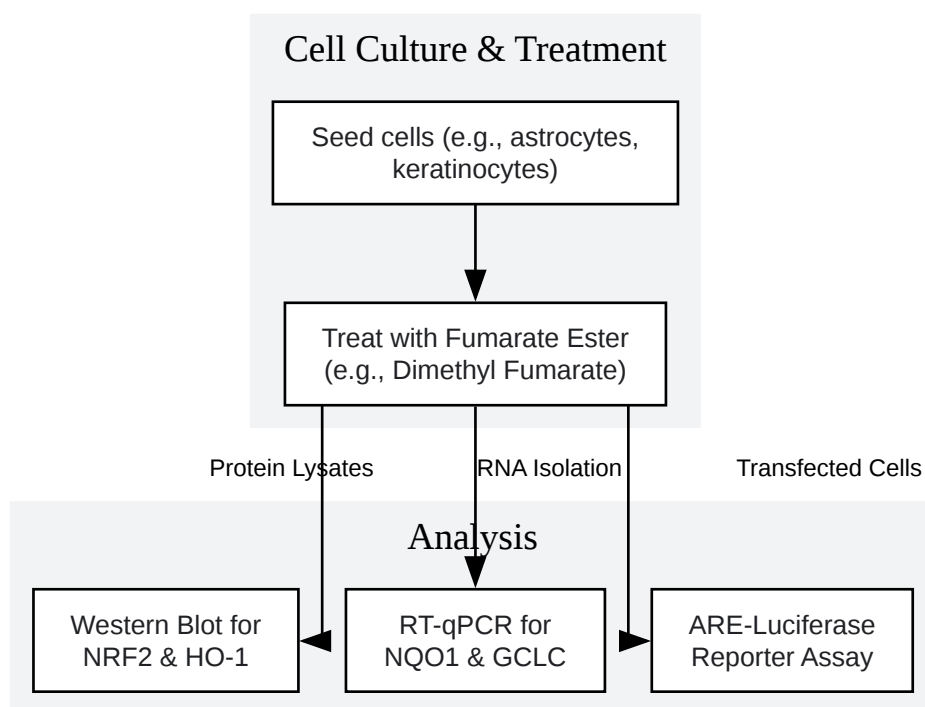 Cell Culture & Treatment
Seed cells (e.g., astrocytes,
keratinocytes)
Treat with Fumarate Ester
(e.g., Dimethyl Fumarate)
Protein Lysates
RNA Isolation
Transfected Cells
Analysis
Western Blot for
NRF2 & HO-1
RT-qPCR for
NQO1 & GCLC
ARE-Luciferase
Reporter Assay